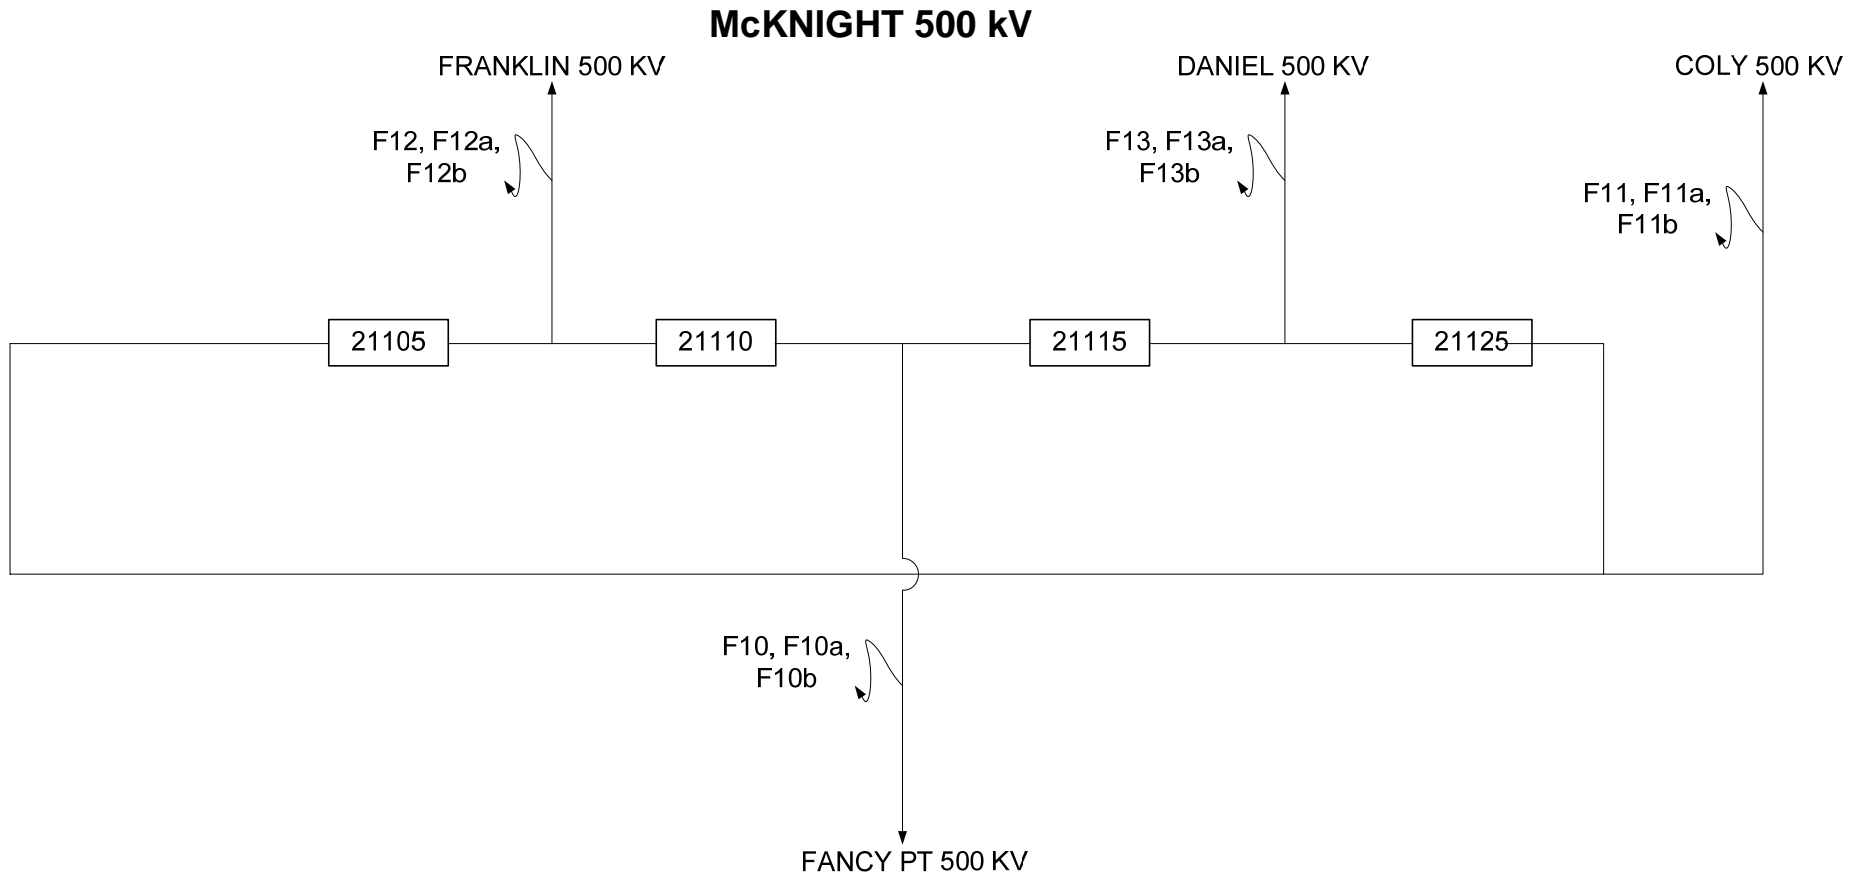 McKNIGHT 500 kV
FRANKLIN 500 KV
DANIEL 500 KV
COLY 500 KV
F12, F12a,
F12b
F13, F13a,
F13b
F11, F11a,
F11b
21105
21110
21115
21125
F10, F10a,
F10b
FANCY PT 500 KV